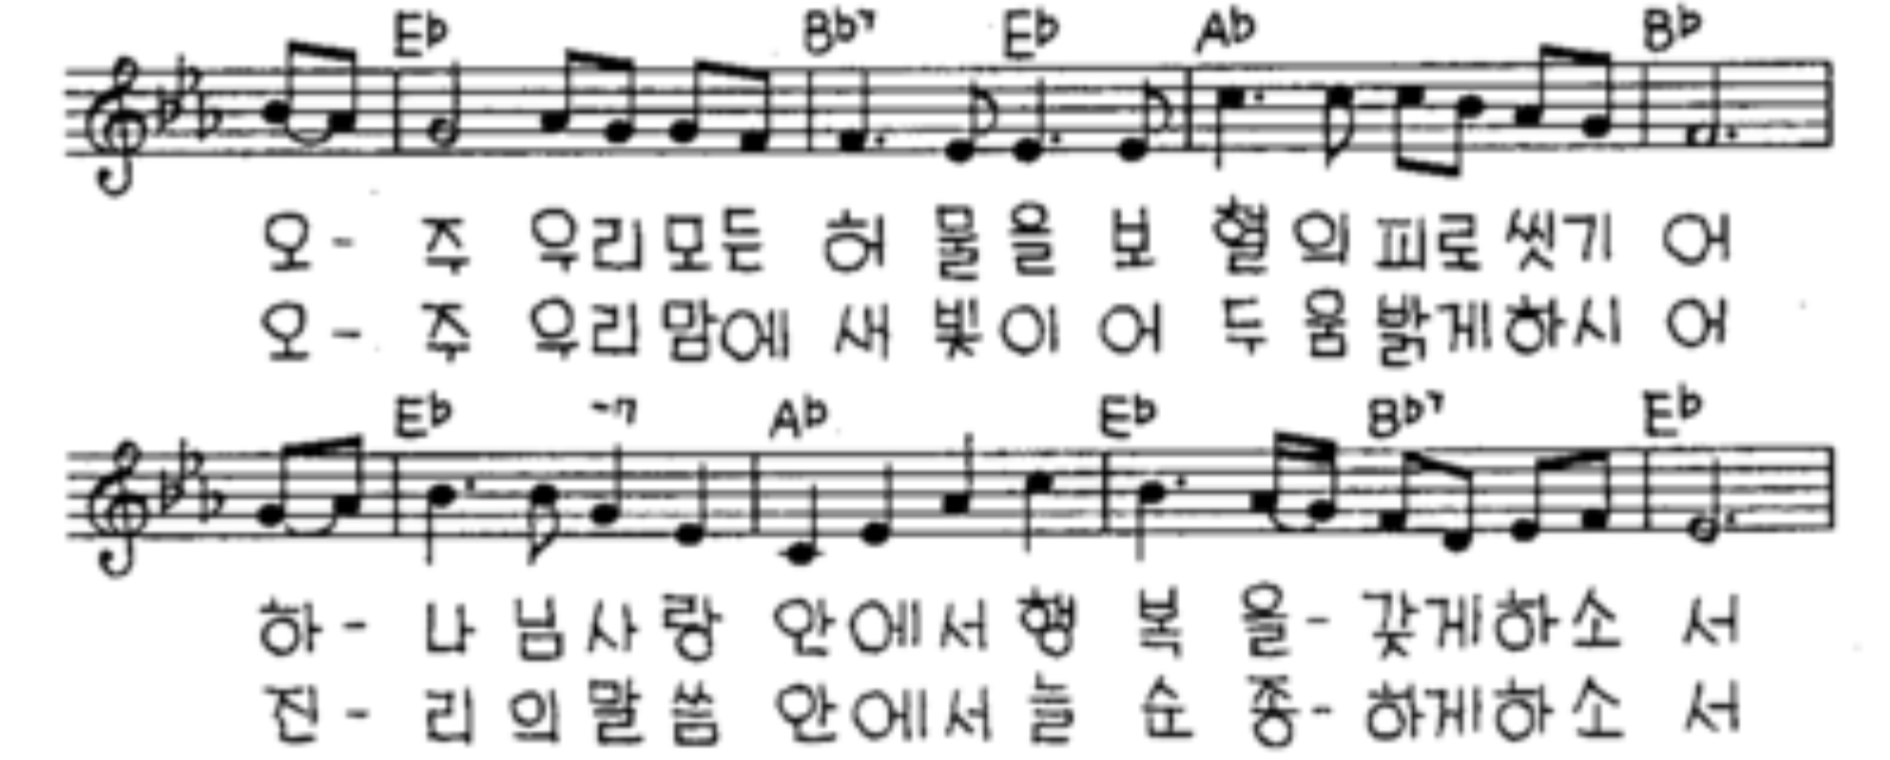 E♭ B♭7 E♭ A♭ B♭
오 - 주 우리모든 허 물을 보 혈의피로씻기 어
오 - 주 우리맘에 새 빛이 어 두 움밝게하시 어
E♭ -7 A♭ E♭ B♭7 E♭
하 - 나 님사 랑 안에서 행 복 을 - 갖게하소 서
진 - 리 의말 씀 안에서 늘 순 종 - 하게하소 서